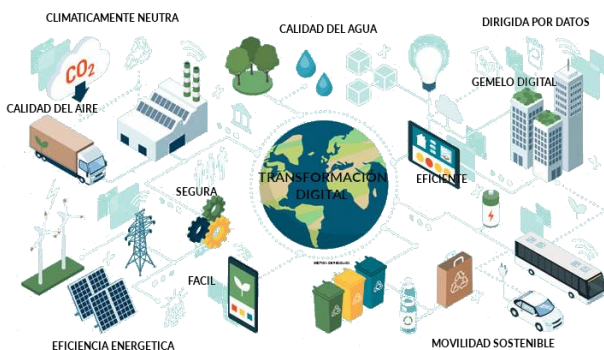 CLIMATICAMENTE NEUTRA
CALIDAD DEL AGUA
DIRIGIDA POR DATOS
CO2
GEMELO DIGITAL
CALIDAD DEL AIRE
TRANSFORMACIÓN
DIGITAL
EFICIENTE
SEGURA
FACIL
EFICIENCIA ENERGETICA
MOVILIDAD SOSTENIBLE